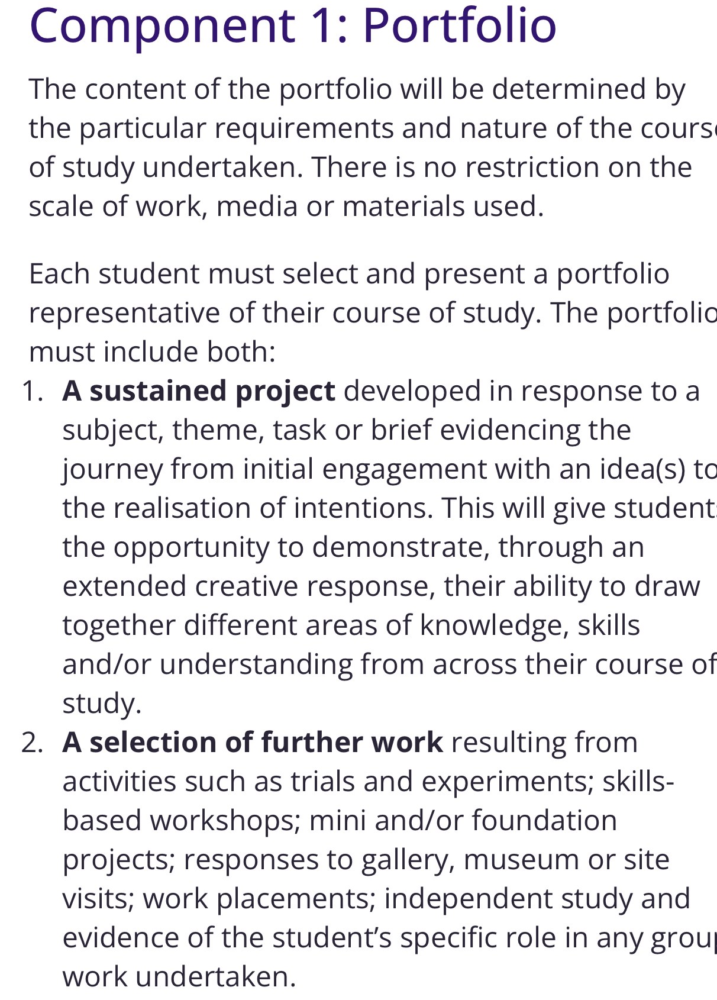 Component 1: Portfolio
The content of the portfolio will be determined by
the particular requirements and nature of the course
of study undertaken. There is no restriction on the
scale of work, media or materials used.
Each student must select and present a portfolio
representative of their course of study. The portfolio
must include both:
1. A sustained project developed in response to a
subject, theme, task or brief evidencing the
journey from initial engagement with an idea(s) to
the realisation of intentions. This will give students
the opportunity to demonstrate, through an
extended creative response, their ability to draw
together different areas of knowledge, skills
and/or understanding from across their course of
study.
2. A selection of further work resulting from
activities such as trials and experiments; skills-
based workshops; mini and/or foundation
projects; responses to gallery, museum or site
visits; work placements; independent study and
evidence of the student’s specific role in any group
work undertaken.